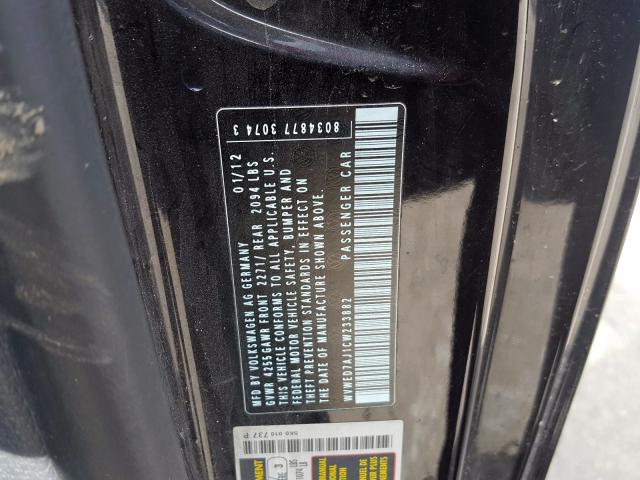 8034877 3074 3
MFD BY VOLKSWAGEN AG GERMANY 01/12
GVWR 4255 GAWR FRONT 2271/ REAR 2094 LBS
THIS VEHICLE CONFORMS TO ALL APPLICABLE U.S.
FEDERAL MOTOR VEHICLE SAFETY, BUMPER AND
THEFT PREVENTION STANDARDS IN EFFECT ON
THE DATE OF MANUFACTURE SHOWN ABOVE.
PASSENGER CAR
WVWED7AJ1CW233882
5K0 010 737 P